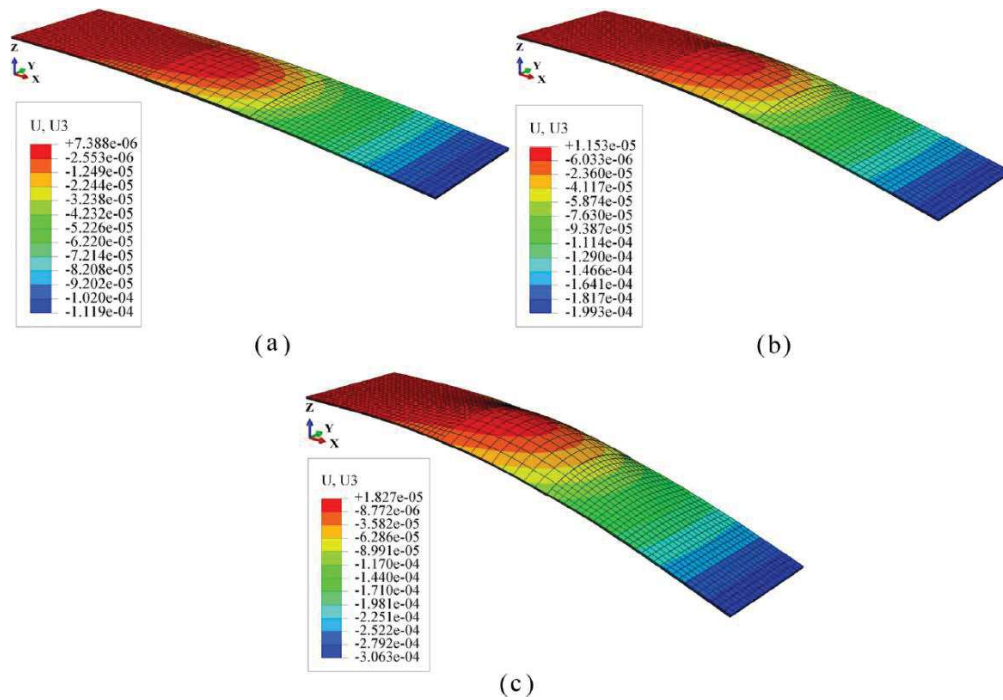 Z
Y
X
U, U3
+7.388e-06
-2.553e-06
-1.249e-05
-2.244e-05
-3.238e-05
-4.232e-05
-5.226e-05
-6.220e-05
-7.214e-05
-8.208e-05
-9.202e-05
-1.020e-04
-1.119e-04
(a)
Z
Y
X
U, U3
+1.153e-05
-6.033e-06
-2.360e-05
-4.117e-05
-5.874e-05
-7.630e-05
-9.387e-05
-1.114e-04
-1.290e-04
-1.466e-04
-1.641e-04
-1.817e-04
-1.993e-04
(b)
Z
Y
X
U, U3
+1.827e-05
-8.772e-06
-3.582e-05
-6.286e-05
-8.991e-05
-1.170e-04
-1.440e-04
-1.710e-04
-1.981e-04
-2.251e-04
-2.522e-04
-2.792e-04
-3.063e-04
(c)